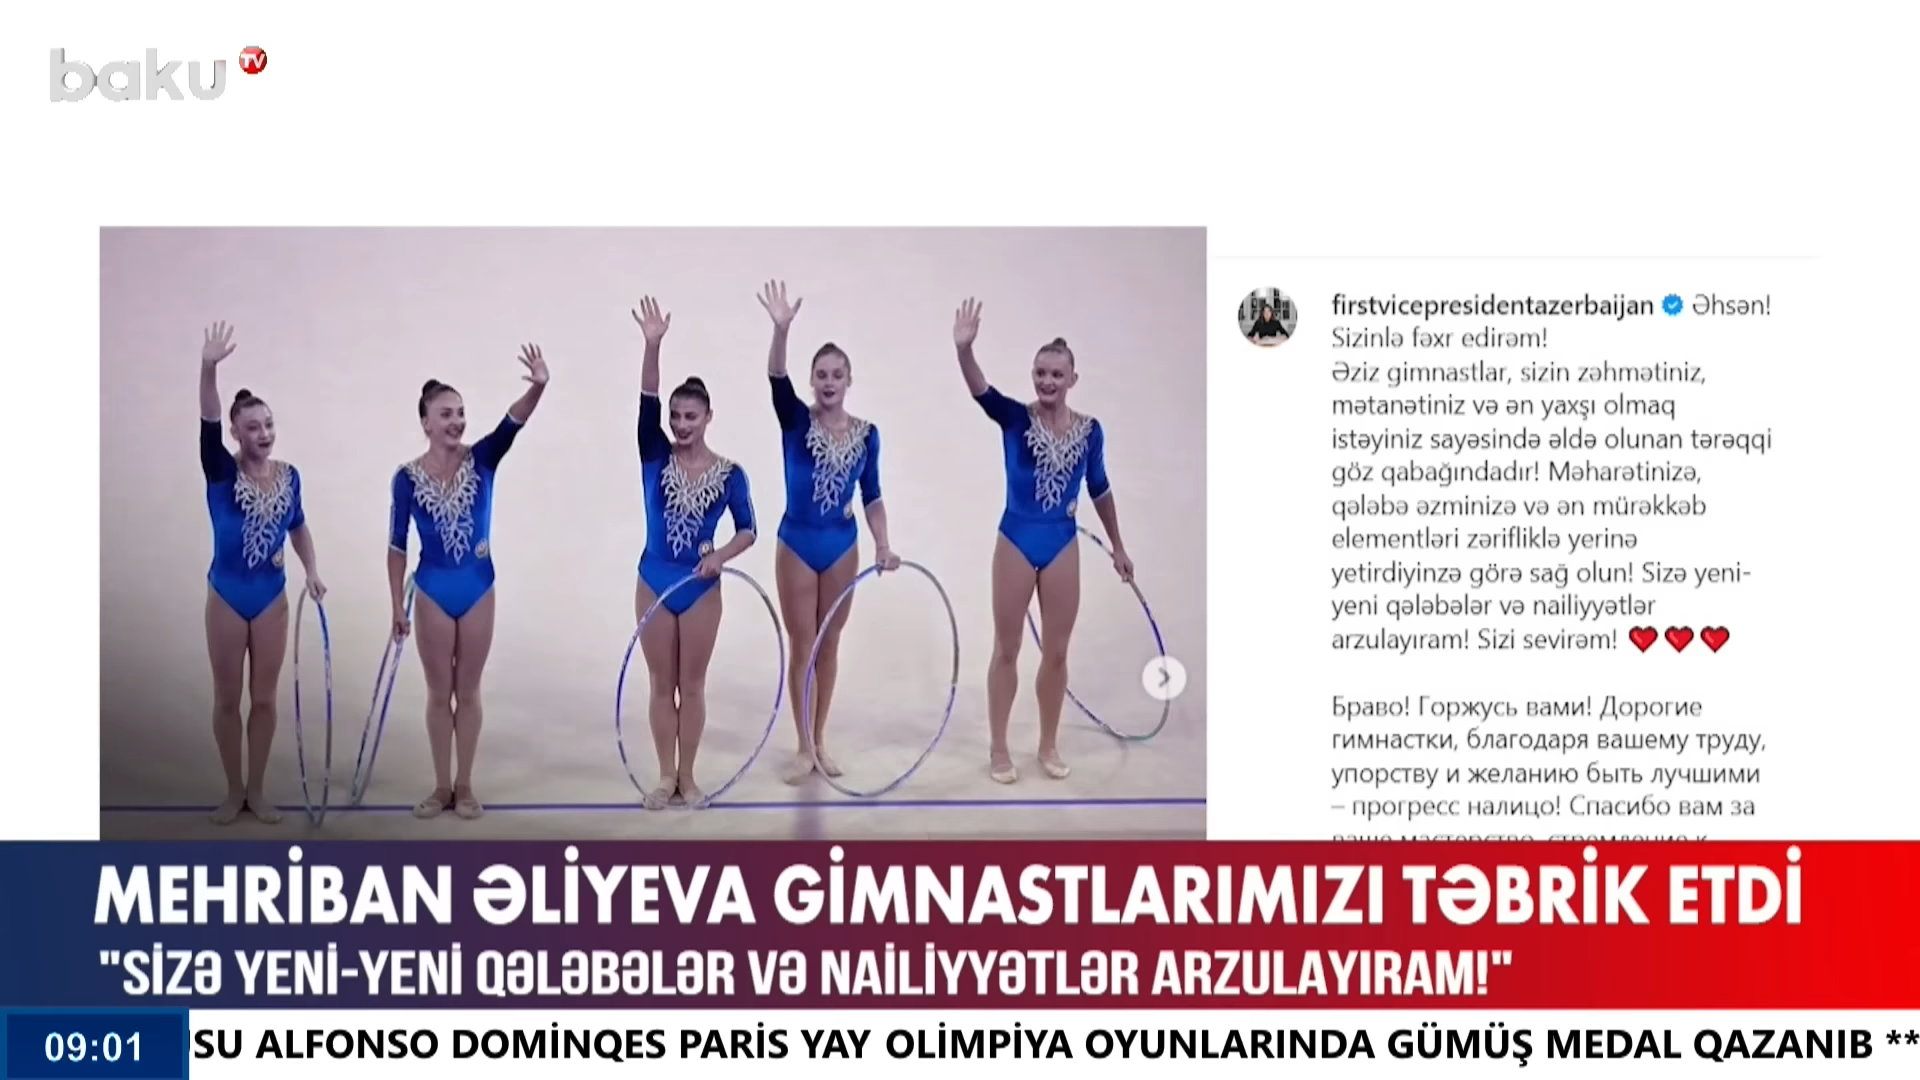 baku TV
firstvicepresidentazerbaijan Əhsən!
Sizinlə fəxr edirəm!
Əziz gimnastlar, sizin zəhmətiniz,
mətanətiniz və ən yaxşı olmaq
istəyiniz sayəsində əldə olunan tərəqqi
göz qabağındadır! Məharətinizə,
qələbə əzminizə və ən mürəkkəb
elementləri zərifliklə yerinə
yetirdiyinzə görə sağ olun! Sizə yeni-
yeni qələbələr və nailiyyətlər
arzulayıram! Sizi sevirəm! ❤❤❤
Браво! Горжусь вами! Дорогие
гимнастки, благодаря вашему труду,
упорству и желанию быть лучшими
– прогресс налицо! Спасибо вам за
MEHRİBAN ƏLİYEVA GİMNASTLARIMIZI TƏBRİK ETDİ
"SİZƏ YENİ-YENİ QƏLƏBƏLƏR VƏ NAİLİYYƏTLƏR ARZULAYIRAM!"
09:01 SU ALFONSO DOMİNQES PARİS YAY OLİMPİYA OYUNLARINDA GÜMÜŞ MEDAL QAZANIB **